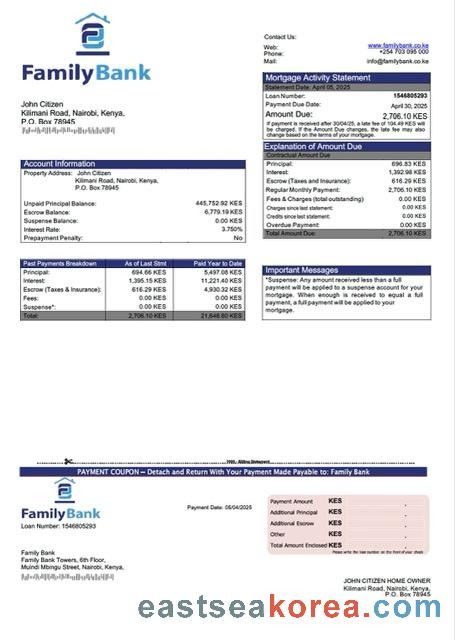 FamilyBank
Contact Us:
Web: www.familybank.co.ke
Phone: +254 703 095 000
Mail: info@familybank.co.ke
John Citizen
Kilimani Road, Nairobi, Kenya,
P.O. Box 78945
Mortgage Activity Statement
Statement Date: April 05, 2025
Loan Number: 1546805293
Payment Due Date: April 30, 2025
Amount Due: 2,706.10 KES
If payment is received after 30/04/25, a late fee of 104.49 KES will
be charged. If the Amount Due changes, the late fee may also
change based on the terms of your mortgage.
Explanation of Amount Due
Contractual Amount Due
Principal: 696.83 KES
Interest: 1,392.98 KES
Escrow (Taxes and Insurance): 616.29 KES
Regular Monthly Payment: 2,706.10 KES
Fees & Charges (total outstanding) 0.00 KES
Charges since last statement: 0.00 KES
Credits since last statement: 0.00 KES
Overdue Payment: 0.00 KES
Total Amount Due: 2,706.10 KES
Account Information
Property Address: John Citizen
Kilimani Road, Nairobi, Kenya,
P.O. Box 78945
Unpaid Principal Balance: 445,752.92 KES
Escrow Balance: 6,779.19 KES
Suspense Balance: 0.00 KES
Interest Rate: 3.750%
Prepayment Penalty: No
Past Payments Breakdown As of Last Stmt Paid Year to Date
Principal: 694.66 KES 5,497.08 KES
Interest: 1,395.15 KES 11,221.40 KES
Escrow (Taxes & Insurance): 616.29 KES 4,930.32 KES
Fees: 0.00 KES 0.00 KES
Suspense*: 0.00 KES 0.00 KES
Total: 2,706.10 KES 21,648.80 KES
Important Messages
*Suspense: Any amount received less than a full
payment will be applied to a suspense account for your
mortgage. When enough is received to equal a full
payment, a full payment will be applied to your
mortgage.
PAYMENT COUPON — Detach and Return With Your Payment Made Payable to: Family Bank
FamilyBank
Loan Number: 1546805293
Payment Date: 05/04/2025
Payment Amount KES .
Additional Principal KES .
Additional Escrow KES .
Other KES .
Total Amount Enclosed KES .
Please write the loan number on the front of your check.
Family Bank
Family Bank Towers, 6th Floor,
Muindi Mbingu Street, Nairobi, Kenya,
JOHN CITIZEN HOME OWNER
Kilimani Road, Nairobi, Kenya,
P.O. Box 78945
eastseakorea.com